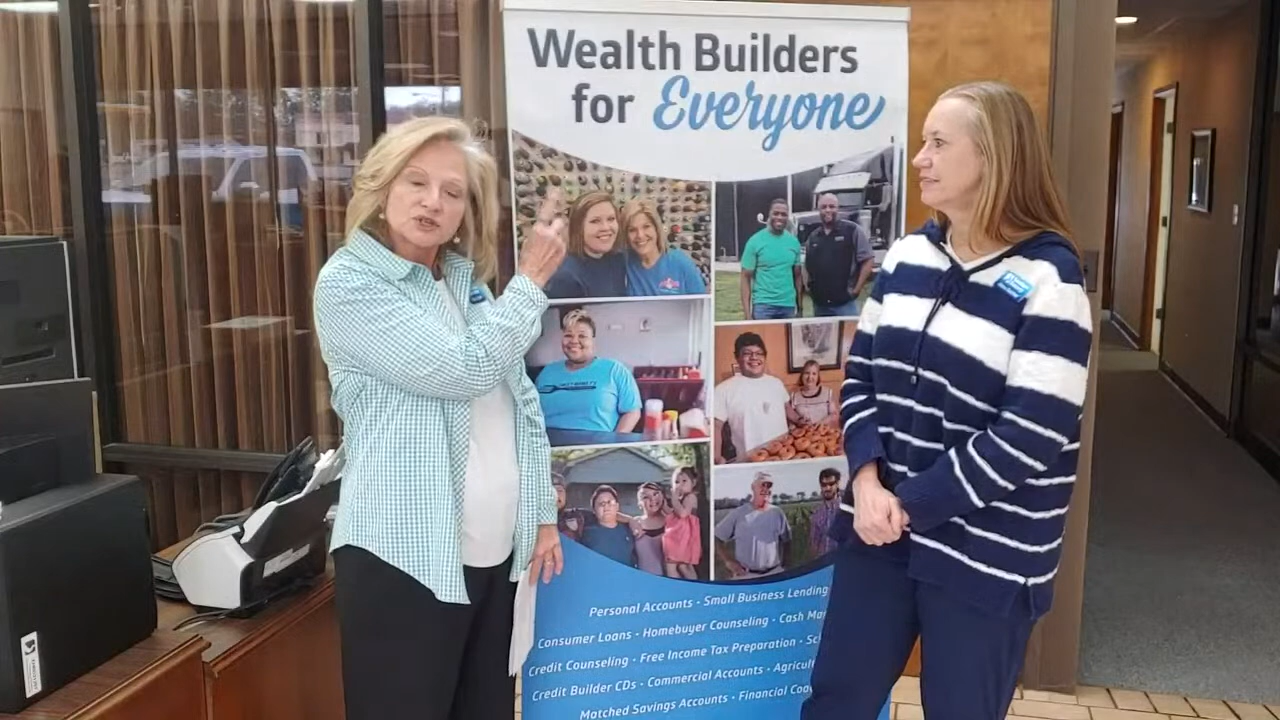 Wealth Builders
for Everyone
Personal Accounts • Small Business Lending
Consumer Loans • Homebuyer Counseling • Cash
Credit Counseling • Free Income Tax Preparation •
Credit Builder CDs • Commercial Accounts •
Matched Savings Accounts • Financial